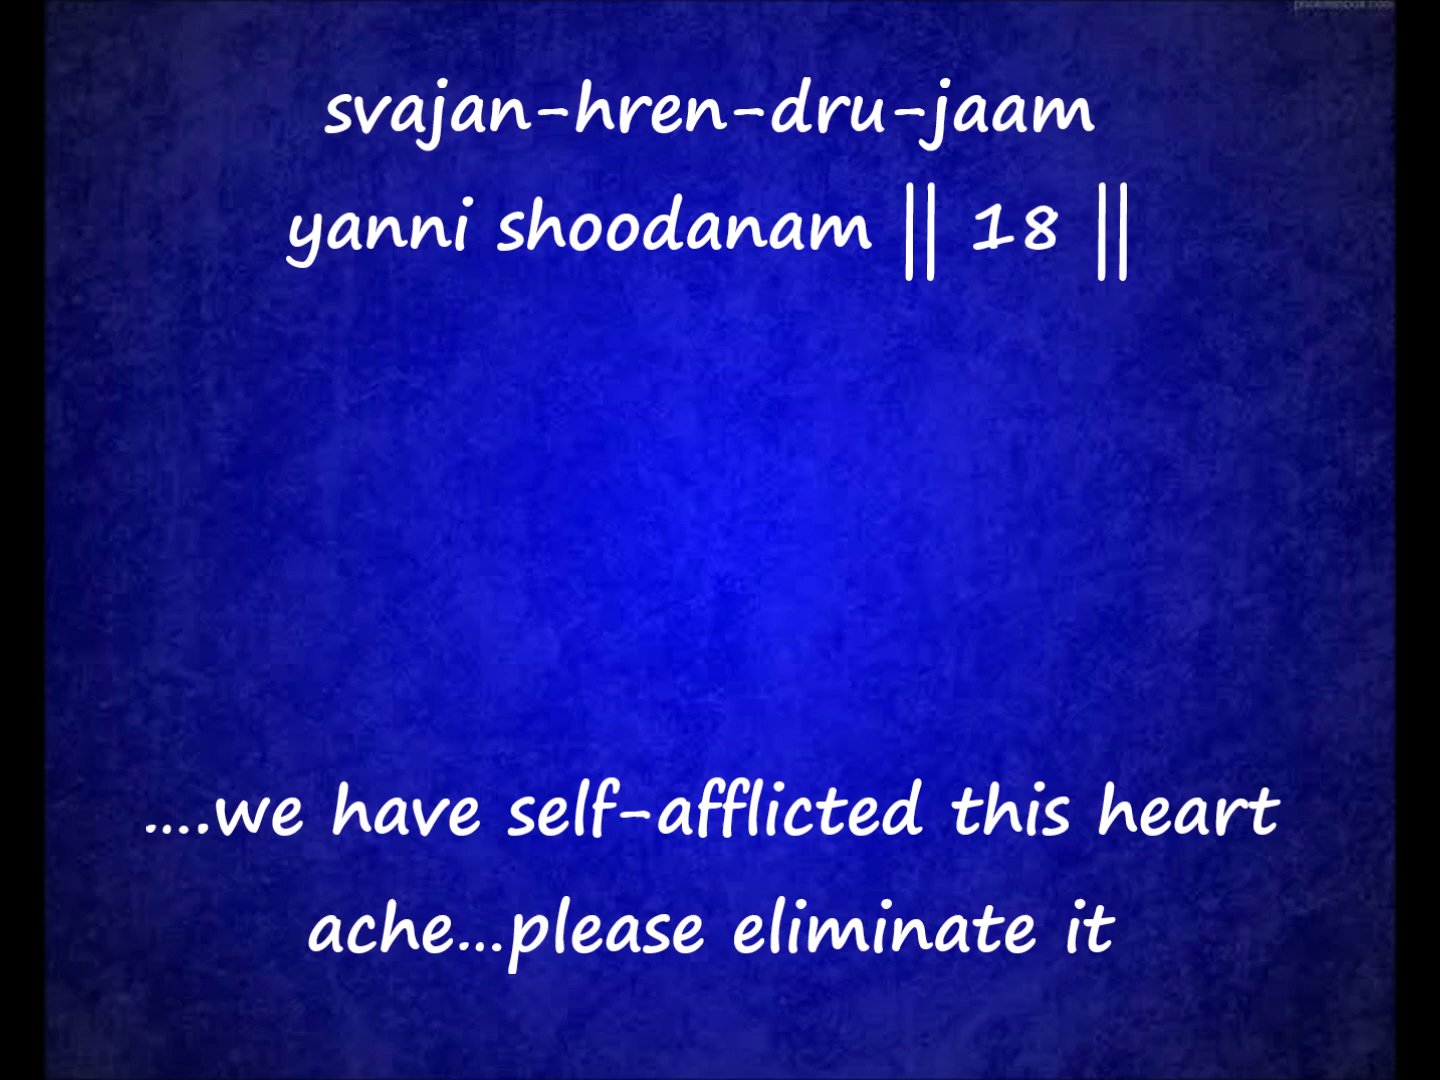 svajan-hren-dru-jaam
yanni shoodanam || 18 ||
....we have self-afflicted this heart
ache...please eliminate it